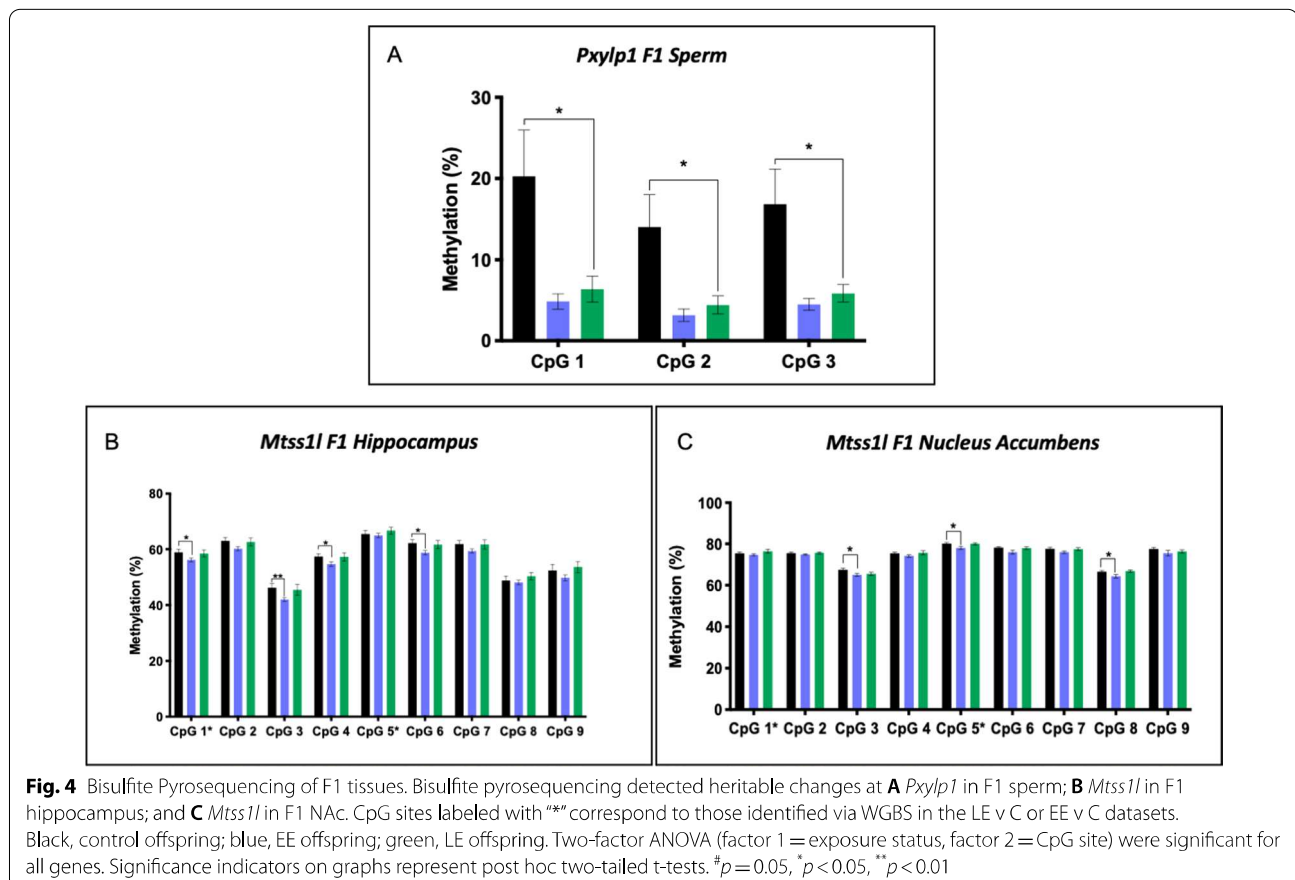 A
Pxylp1 F1 Sperm
Methylation (%)
30
20
10
0
*
*
*
CpG 1
CpG 2
CpG 3
B
Mtss1l F1 Hippocampus
Methylation (%)
80
60
40
20
0
*
**
*
*
CpG 1*
CpG 2
CpG 3
CpG 4
CpG 5*
CpG 6
CpG 7
CpG 8
CpG 9
C
Mtss1l F1 Nucleus Accumbens
Methylation (%)
100
80
60
40
20
0
*
*
*
CpG 1*
CpG 2
CpG 3
CpG 4
CpG 5*
CpG 6
CpG 7
CpG 8
CpG 9
Fig. 4 Bisulfite Pyrosequencing of F1 tissues. Bisulfite pyrosequencing detected heritable changes at A Pxylp1 in F1 sperm; B Mtss1l in F1
hippocampus; and C Mtss1l in F1 NAc. CpG sites labeled with “*” correspond to those identified via WGBS in the LE v C or EE v C datasets.
Black, control offspring; blue, EE offspring; green, LE offspring. Two-factor ANOVA (factor 1 = exposure status, factor 2 = CpG site) were significant for
all genes. Significance indicators on graphs represent post hoc two-tailed t-tests. #p = 0.05, *p < 0.05, **p < 0.01